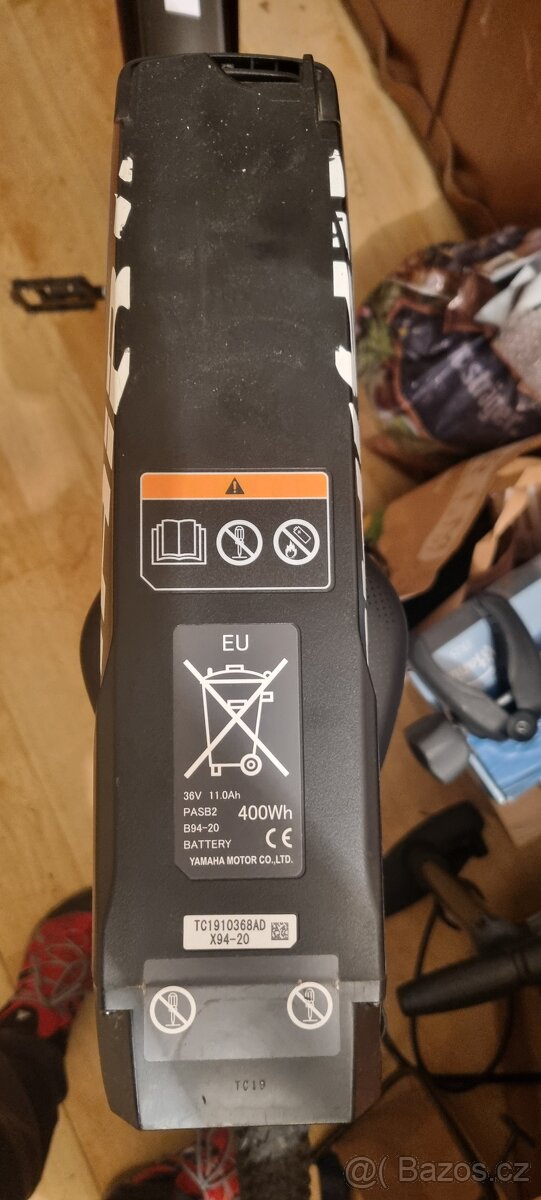 EU
36V 11.0Ah
PASB2 400Wh
B94-20
BATTERY CE
YAMAHA MOTOR CO.,LTD.
TC1910368AD
X94-20
TC19
@ Bazos.cz